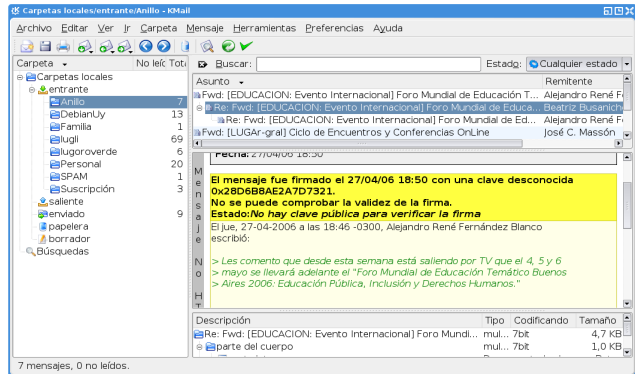 Carpetas locales/entrante/Anillo - KMail
Archivo Editar Ver Ir Carpeta Mensaje Herramientas Preferencias Ayuda
Carpeta No leíc Tota
Carpetas locales
entrante
Anillo 7
DebianUy 13
Familia 1
lugli 69
lugoroverde 6
Personal 20
SPAM 1
Suscripción 3
saliente
enviado 9
papelera
borrador
Búsquedas
Buscar: Estado: Cualquier estado
Asunto Remitente
Fwd: [EDUCACION: Evento Internacional] Foro Mundial de Educación T... Alejandro René F
Re: Fwd: [EDUCACION: Evento Internacional] Foro Mundial de Educa... Beatriz Busanich
Re: Fwd: [EDUCACION: Evento Internacional] Foro Mundial de Ed... Alejandro René F
Fwd: [LUGAr-gral] Ciclo de Encuentros y Conferencias OnLine José C. Massón
Fecha: 27/04/06 18:50
Mensaje No HT
El mensaje fue firmado el 27/04/06 18:50 con una clave desconocida
0x28D6B8AE2A7D7321.
No se puede comprobar la validez de la firma.
Estado:No hay clave pública para verificar la firma
El jue, 27-04-2006 a las 18:46 -0300, Alejandro René Fernández Blanco
escribió:
> Les comento que desde esta semana está saliendo por TV que el 4, 5 y 6
> mayo se llevará adelante el "Foro Mundial de Educación Temático Buenos
> Aires 2006: Educación Pública, Inclusión y Derechos Humanos."
Descripción Tipo Codificando Tamaño
Re: Fwd: [EDUCACION: Evento Internacional] Foro Mundi... mul... 7bit 4,7 KB
parte del cuerpo mul... 7bit 1,0 KB
7 mensajes, 0 no leídos.